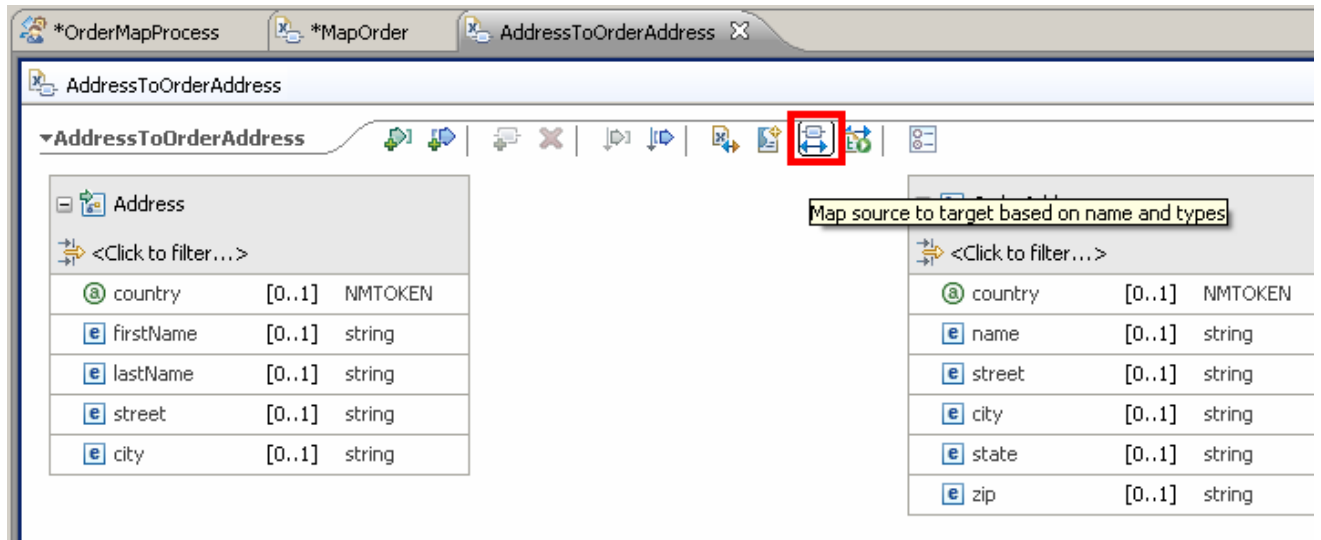 *OrderMapProcess *MapOrder AddressToOrderAddress
AddressToOrderAddress
AddressToOrderAddress
Address
Map source to target based on name and types
<Click to filter...>
<Click to filter...>
country [0..1] NMTOKEN
country [0..1] NMTOKEN
firstName [0..1] string
name [0..1] string
lastName [0..1] string
street [0..1] string
street [0..1] string
city [0..1] string
city [0..1] string
state [0..1] string
zip [0..1] string